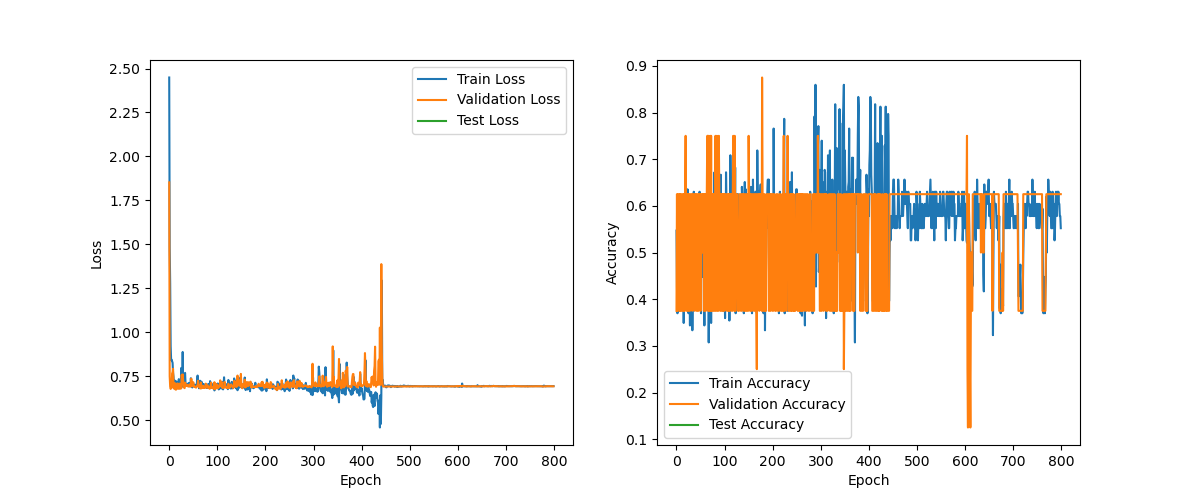 2.50
2.25
2.00
1.75
1.50
1.25
1.00
0.75
0.50
Loss
0 100 200 300 400 500 600 700 800
Epoch
Train Loss
Validation Loss
Test Loss
0.9
0.8
0.7
0.6
0.5
0.4
0.3
0.2
0.1
Accuracy
0 100 200 300 400 500 600 700 800
Epoch
Train Accuracy
Validation Accuracy
Test Accuracy